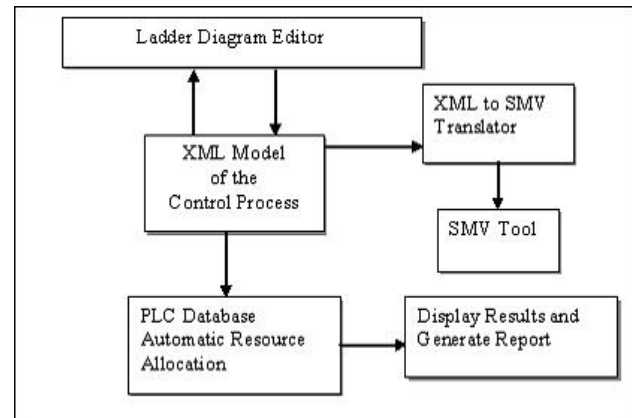 Ladder Diagram Editor
XML to SMV
Translator
XML Model
of the
Control Process
SMV Tool
PLC Database
Automatic Resource
Allocation
Display Results and
Generate Report